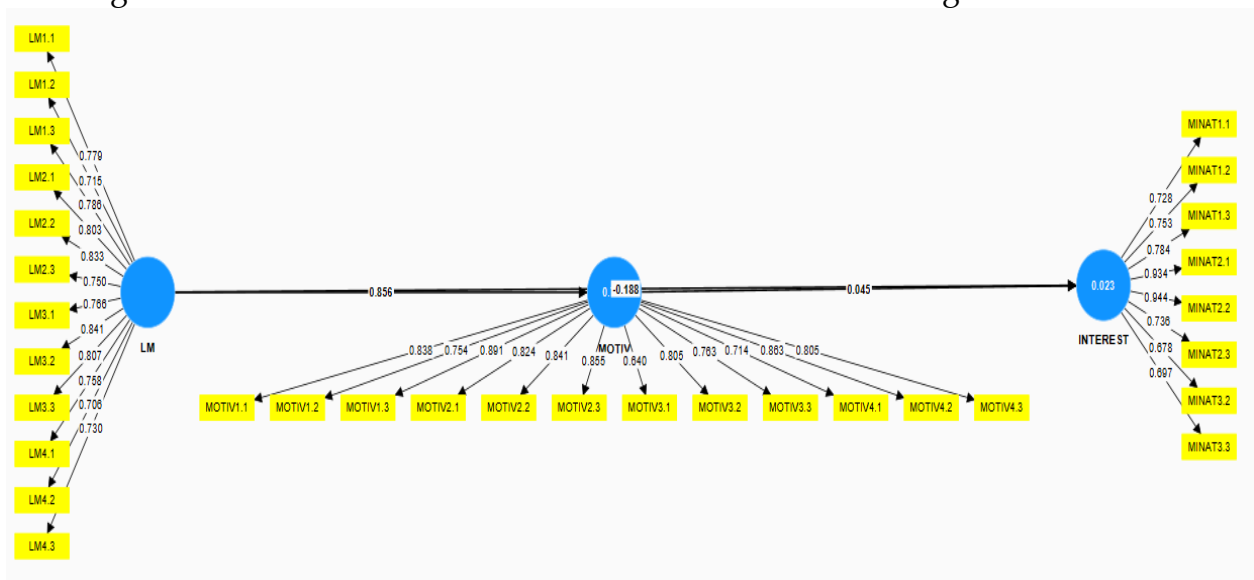 LM1.1
LM1.2
LM1.3
LM2.1
LM2.2
LM2.3
LM3.1
LM3.2
LM3.3
LM4.1
LM4.2
LM4.3
0.779
0.715
0.786
0.803
0.833
0.750
0.766
0.841
0.807
0.758
0.706
0.730
LM
0.856
-0.188
0.045
MOTIV
0.838 0.754 0.891 0.824 0.841 0.855 0.640 0.805 0.763 0.714 0.863 0.805
MOTIV1.1 MOTIV1.2 MOTIV1.3 MOTIV2.1 MOTIV2.2 MOTIV2.3 MOTIV3.1 MOTIV3.2 MOTIV3.3 MOTIV4.1 MOTIV4.2 MOTIV4.3
0.023
INTEREST
0.728
0.753
0.784
0.934
0.944
0.736
0.678
0.697
MINAT1.1
MINAT1.2
MINAT1.3
MINAT2.1
MINAT2.2
MINAT2.3
MINAT3.2
MINAT3.3